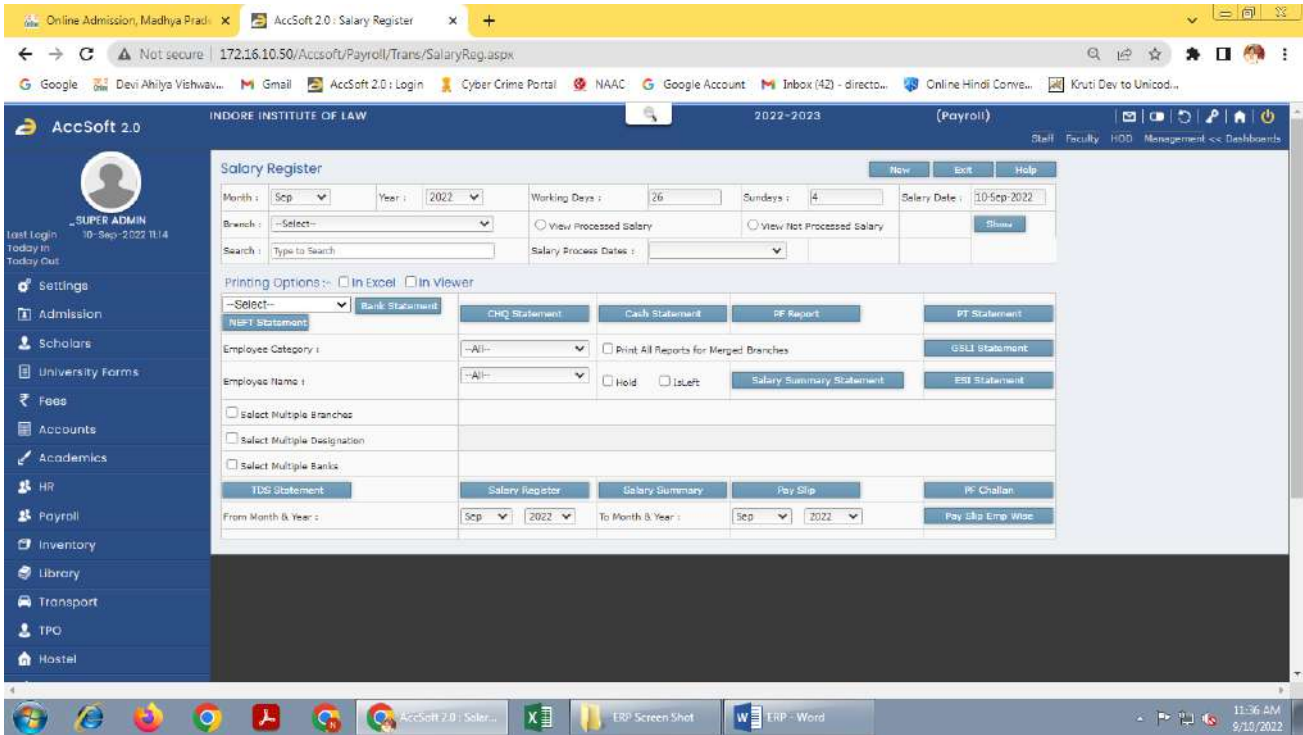 Online Admission, Madhya Prad
AccSoft 2.0 : Salary Register
Not secure | 172.16.10.50/Accsoft/Payroll/Trans/SalaryReg.aspx
Google Devi Ahilya Vishwav... Gmail AccSoft 2.0 : Login Cyber Crime Portal NAAC Google Account Inbox (42) - directo... Online Hindi Conve... Kruti Dev to Unicod...
AccSoft 2.0
INDORE INSTITUTE OF LAW 2022-2023 (Payroll)
Staff Faculty HOD Management << Dashboards
_SUPER ADMIN
Last Login 10-Sep-2022 11:14
Today In
Today Out
Settings
Admission
Scholars
University Forms
Fees
Accounts
Academics
HR
Payroll
Inventory
Library
Transport
TPO
Hostel
Salary Register New Exit Help
Month : Sep Year : 2022 Working Days : 26 Sundays : 4 Salary Date : 10-Sep-2022
Branch : --Select-- View Processed Salary View Not Processed Salary Show
Search : Type to Search Salary Process Dates :
Printing Options :- In Excel In Viewer
--Select-- Bank Statement CHQ Statement Cash Statement PF Report PT Statement
NEFT Statement
Employee Category : --All-- Print All Reports for Merged Branches GSLI Statement
Employee Name : --All-- Hold IsLeft Salary Summary Statement ESI Statement
Select Multiple Branches
Select Multiple Designation
Select Multiple Banks
TDS Statement Salary Register Salary Summary Pay Slip PF Challan
From Month & Year : Sep 2022 To Month & Year : Sep 2022 Pay Slip Emp Wise
AccSoft 2.0 : Salar... ERP Screen Shot ERP - Word
11:36 AM
9/10/2022